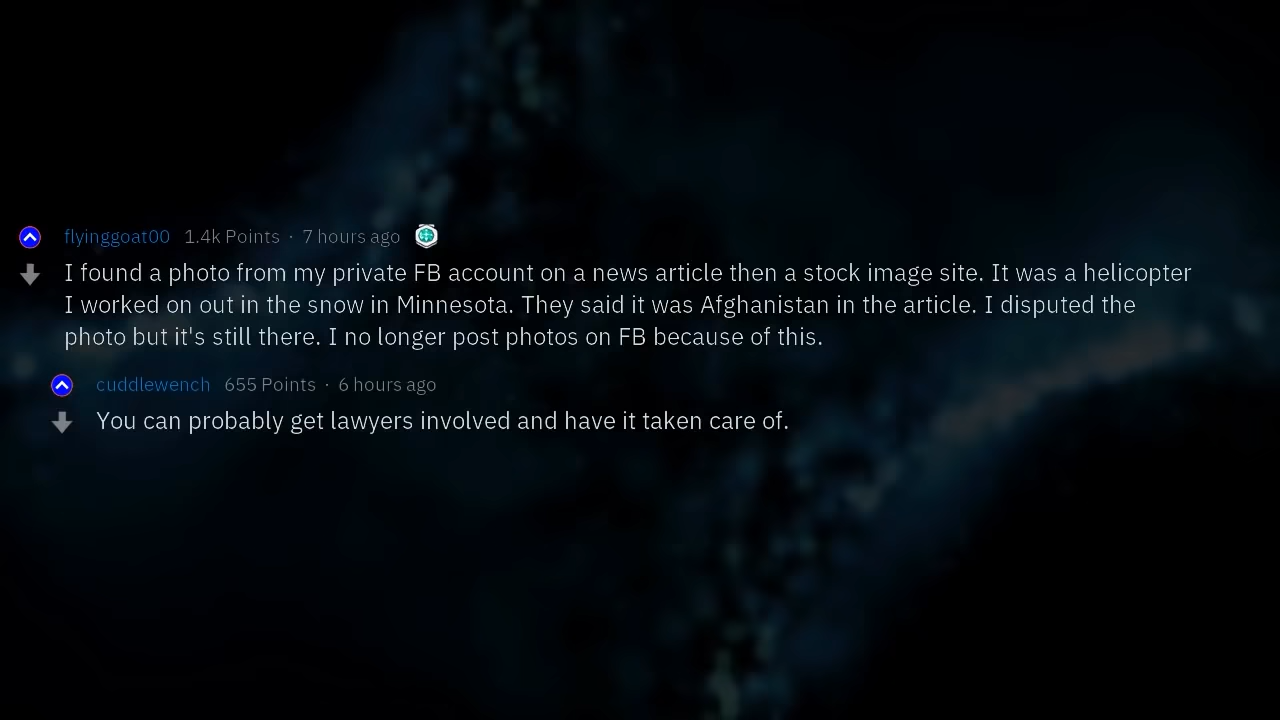 flyinggoat00 1.4k Points · 7 hours ago
I found a photo from my private FB account on a news article then a stock image site. It was a helicopter
I worked on out in the snow in Minnesota. They said it was Afghanistan in the article. I disputed the
photo but it's still there. I no longer post photos on FB because of this.
cuddlewench 655 Points · 6 hours ago
You can probably get lawyers involved and have it taken care of.